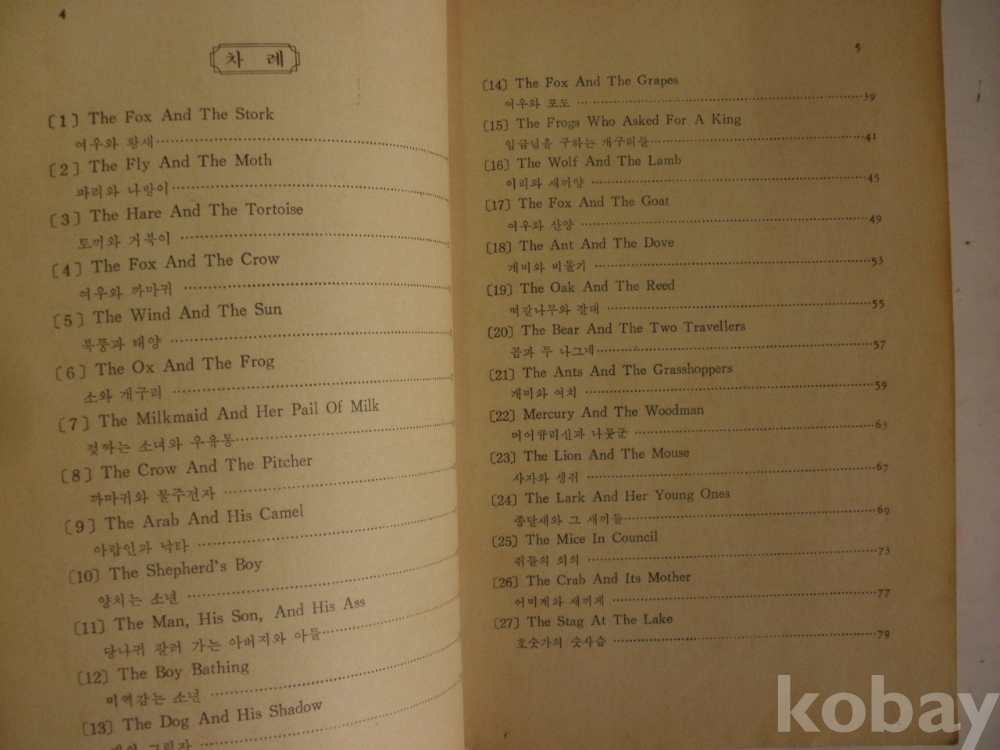 4
차 례
[1] The Fox And The Stork
여우와 황새
[2] The Fly And The Moth
파리와 나방이
[3] The Hare And The Tortoise
토끼와 거북이
[4] The Fox And The Crow
여우와 까마귀
[5] The Wind And The Sun
북풍과 태양
[6] The Ox And The Frog
소와 개구리
[7] The Milkmaid And Her Pail Of Milk
젖짜는 소녀와 우유통
[8] The Crow And The Pitcher
까마귀와 물주전자
[9] The Arab And His Camel
아랍인과 낙타
[10] The Shepherd's Boy
양치는 소년
[11] The Man, His Son, And His Ass
당나귀 팔러 가는 아버지와 아들
[12] The Boy Bathing
미역감는 소년
[13] The Dog And His Shadow
그림자
5
[14] The Fox And The Grapes
여우와 포도 39
[15] The Frogs Who Asked For A King
임금님을 구하는 개구리들 41
[16] The Wolf And The Lamb
이리와 새끼양 45
[17] The Fox And The Goat
여우와 산양 49
[18] The Ant And The Dove
개미와 비둘기 53
[19] The Oak And The Reed
떡갈나무와 갈대 55
[20] The Bear And The Two Travellers
곰과 두 나그네 57
[21] The Ants And The Grasshoppers
개미와 여치 59
[22] Mercury And The Woodman
머어큐리신과 나뭇군 63
[23] The Lion And The Mouse
사자와 생쥐 67
[24] The Lark And Her Young Ones
종달새와 그 새끼들 69
[25] The Mice In Council
쥐들의 회의 73
[26] The Crab And Its Mother
어미게와 새끼게 77
[27] The Stag At The Lake
호숫가의 숫사슴 79
kobay